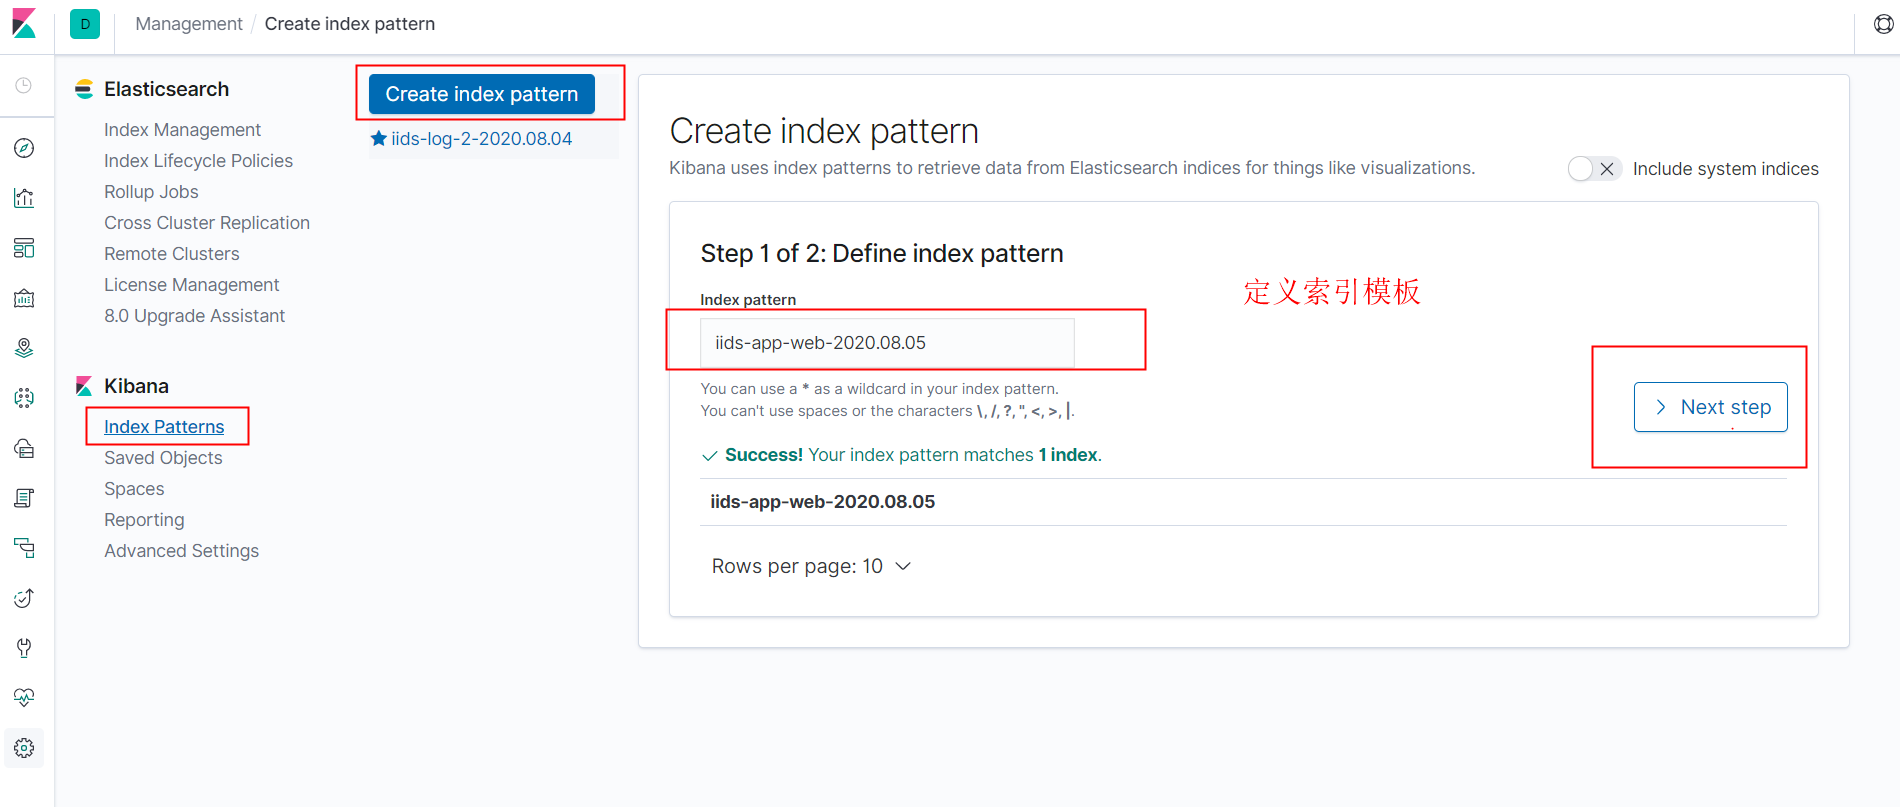 D Management / Create index pattern
Elasticsearch
Index Management
Index Lifecycle Policies
Rollup Jobs
Cross Cluster Replication
Remote Clusters
License Management
8.0 Upgrade Assistant
Kibana
Index Patterns
Saved Objects
Spaces
Reporting
Advanced Settings
Create index pattern
iids-log-2-2020.08.04
Create index pattern
Kibana uses index patterns to retrieve data from Elasticsearch indices for things like visualizations.
Include system indices
Step 1 of 2: Define index pattern
定义索引模板
Index pattern
iids-app-web-2020.08.05
You can use a * as a wildcard in your index pattern.
You can't use spaces or the characters \, /, ?, ", <, >, |.
Next step
Success! Your index pattern matches 1 index.
iids-app-web-2020.08.05
Rows per page: 10